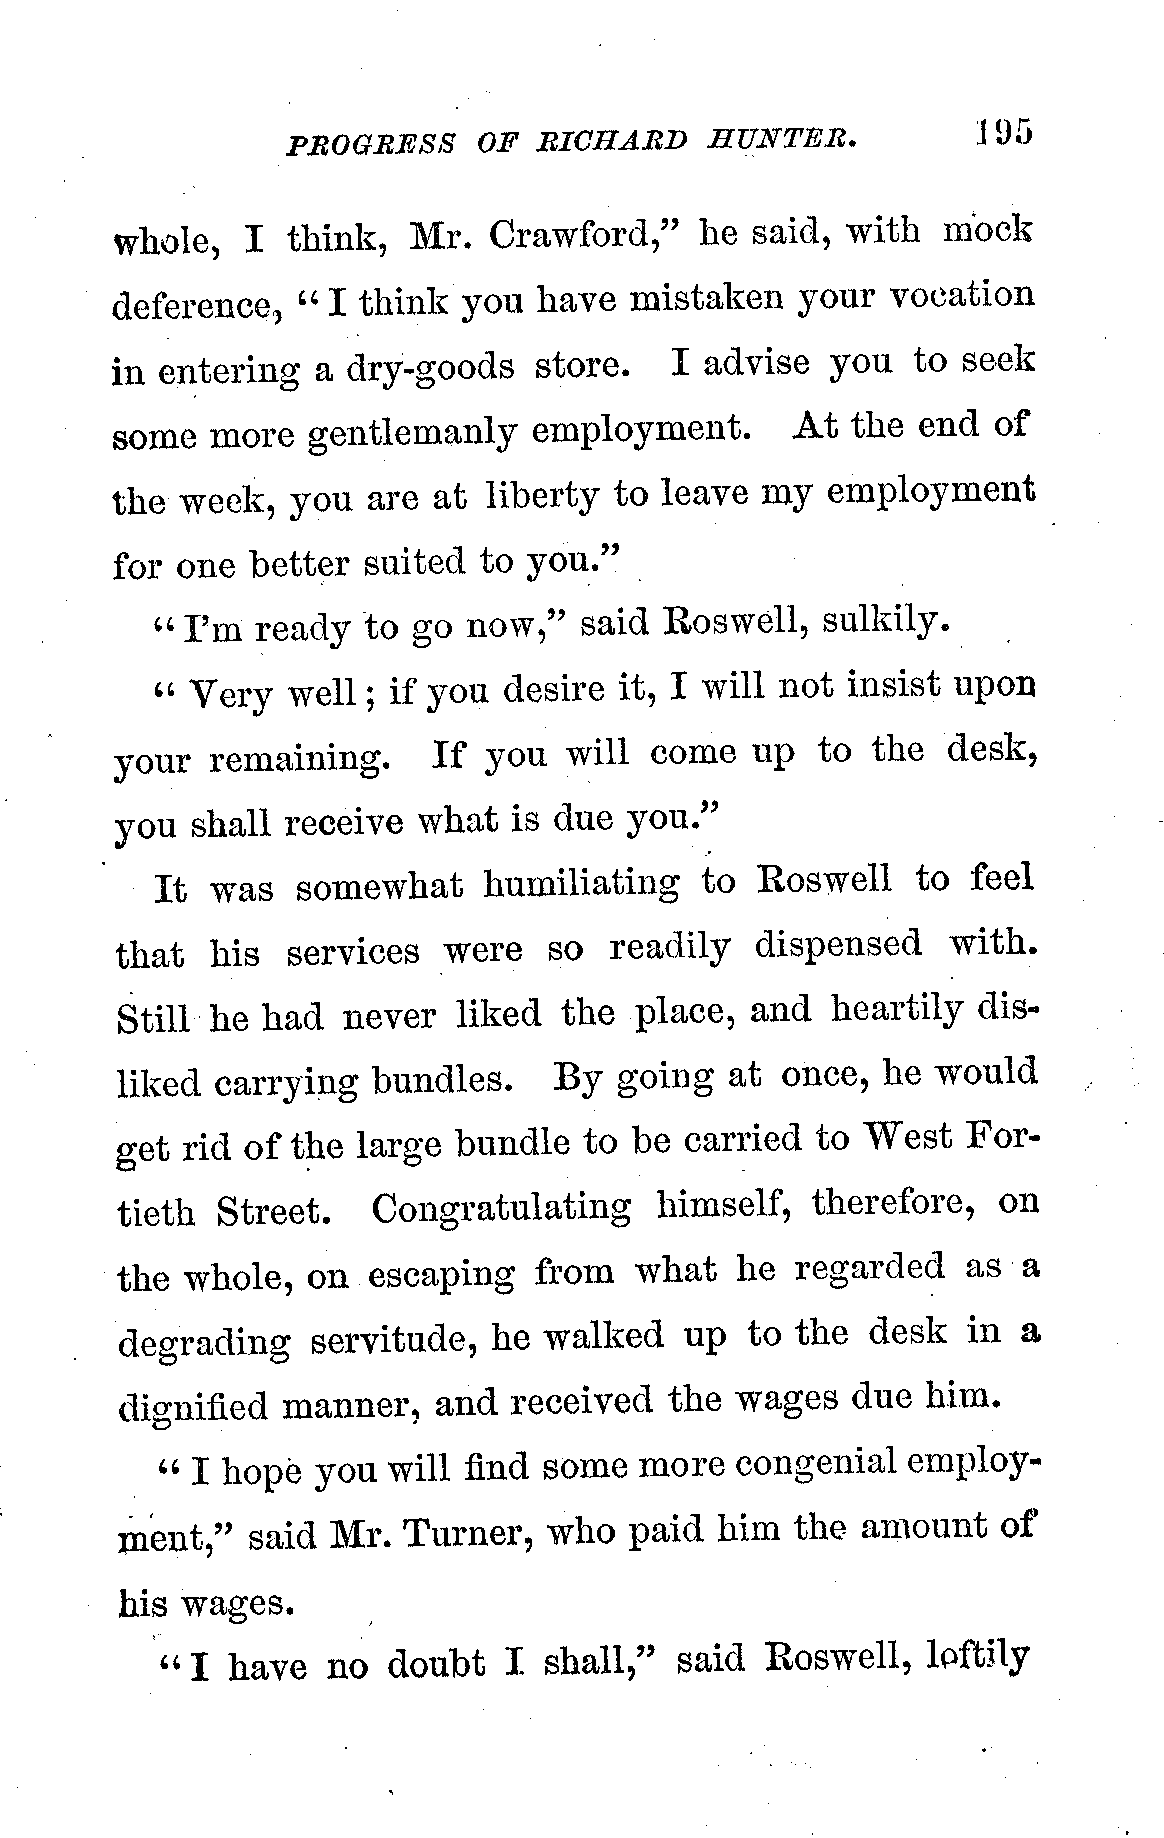 PROGRESS OF RICHARD HUNTER. 195
whole, I think, Mr. Crawford,” he said, with mock
deference, “ I think you have mistaken your vocation
in entering a dry-goods store. I advise you to seek
some more gentlemanly employment. At the end of
the week, you are at liberty to leave my employment
for one better suited to you.”
“ I’m ready to go now,” said Roswell, sulkily.
“ Very well ; if you desire it, I will not insist upon
your remaining. If you will come up to the desk,
you shall receive what is due you.”
It was somewhat humiliating to Roswell to feel
that his services were so readily dispensed with.
Still he had never liked the place, and heartily dis-
liked carrying bundles. By going at once, he would
get rid of the large bundle to be carried to West For-
tieth Street. Congratulating himself, therefore, on
the whole, on escaping from what he regarded as a
degrading servitude, he walked up to the desk in a
dignified manner, and received the wages due him.
“ I hope you will find some more congenial employ-
ment,” said Mr. Turner, who paid him the amount of
his wages.
“ I have no doubt I shall,” said Roswell, loftily